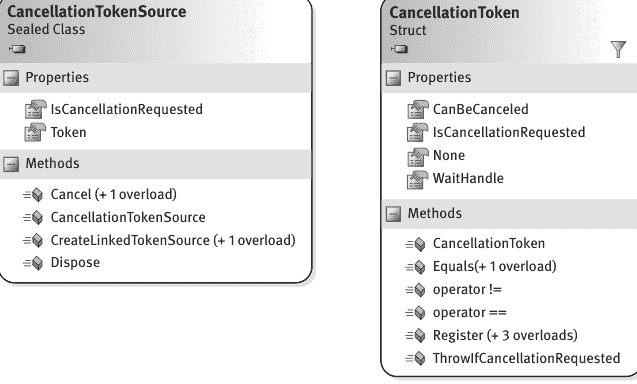 CancellationTokenSource
Sealed Class
Properties
IsCancellationRequested
Token
Methods
Cancel (+ 1 overload)
CancellationTokenSource
CreateLinkedTokenSource (+ 1 overload)
Dispose
CancellationToken
Struct
Properties
CanBeCanceled
IsCancellationRequested
None
WaitHandle
Methods
CancellationToken
Equals(+ 1 overload)
operator !=
operator ==
Register (+ 3 overloads)
ThrowIfCancellationRequested